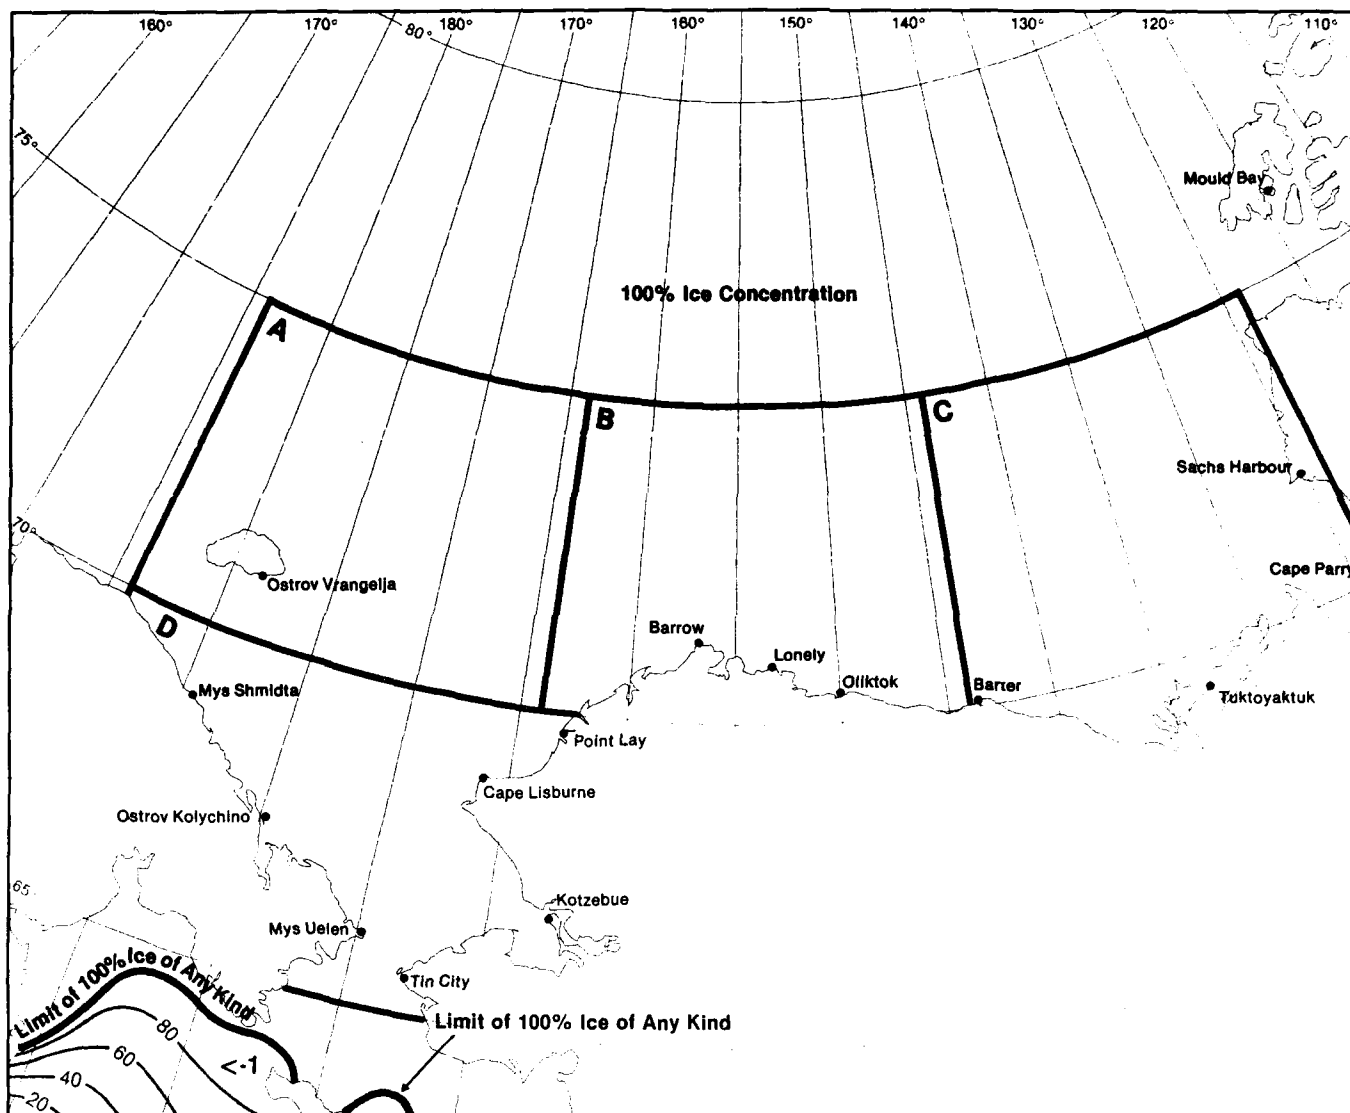 160°
170°
80°
180°
170°
160°
150°
140°
130°
120°
110°
75°
Mould Bay
100% Ice Concentration
A
B
C
Sachs Harbour
70°
Ostrov Vrangelja
Cape Parry
D
Barrow
Lonely
Oliktok
Barter
Mys Shmidta
Tuktoyaktuk
Point Lay
Cape Lisburne
Ostrov Kolychino
65°
Kotzebue
Mys Uelen
Tin City
Limit of 100% Ice of Any Kind
Limit of 100% Ice of Any Kind
80
60
<-1
40
20